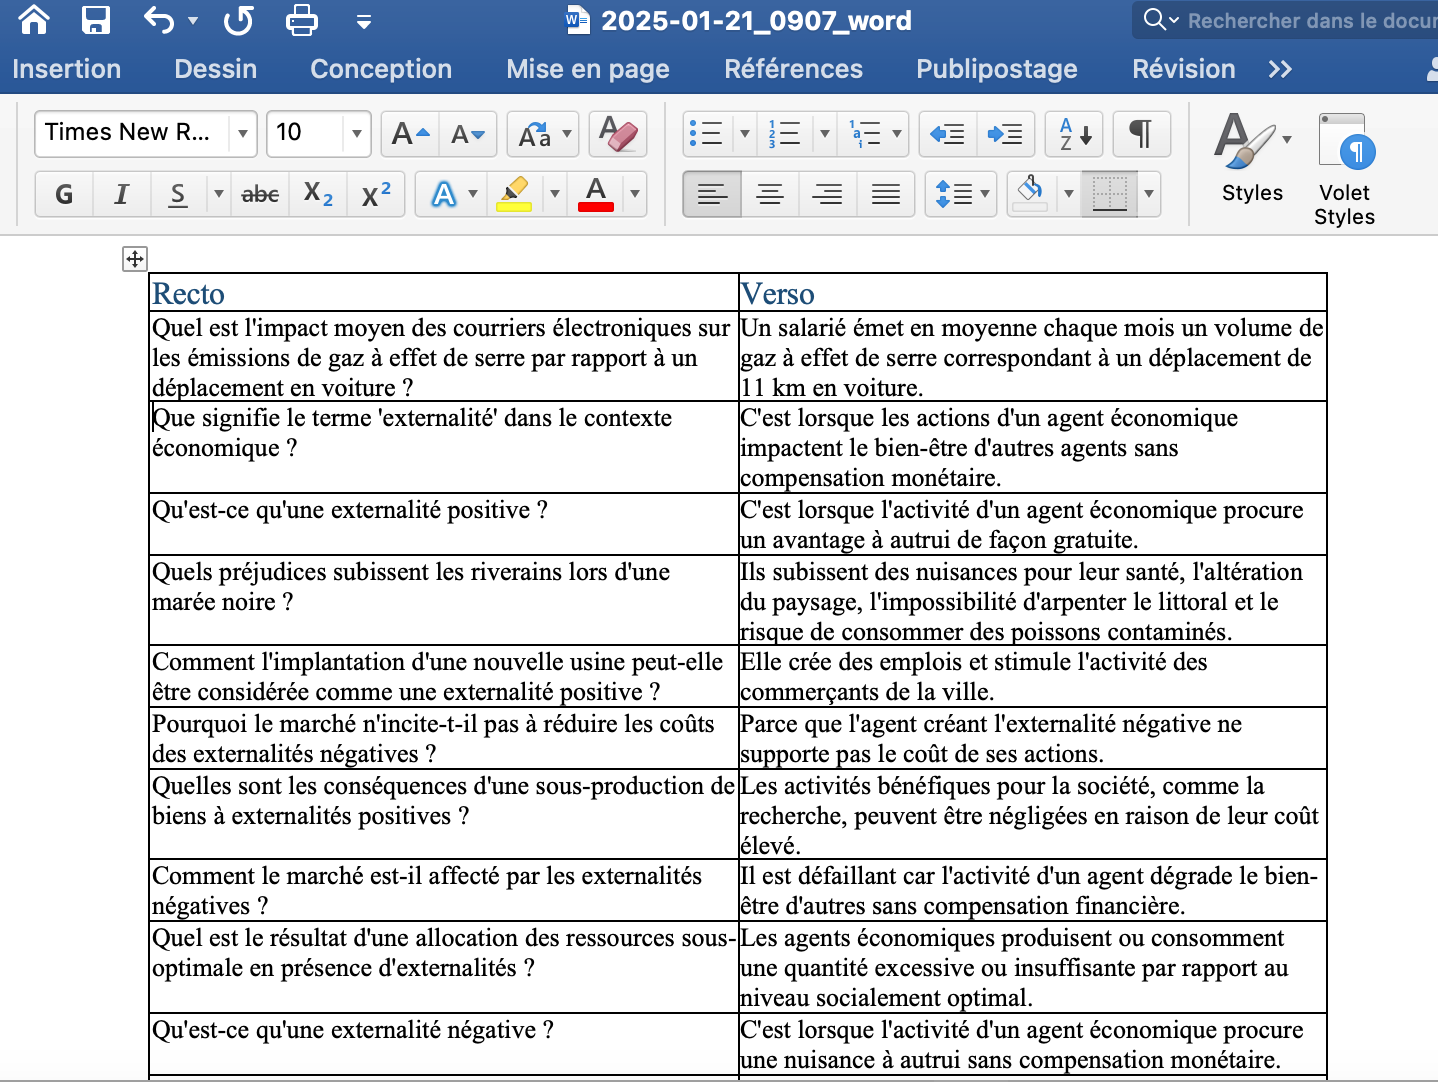 2025-01-21_0907_word
Rechercher dans le docu
Insertion Dessin Conception Mise en page Références Publipostage Révision >>
Times New R... 10
Styles
Volet Styles
G I S abc X2 X2 A A
Recto
Verso
Quel est l'impact moyen des courriers électroniques sur
les émissions de gaz à effet de serre par rapport à un
déplacement en voiture ?
Un salarié émet en moyenne chaque mois un volume de
gaz à effet de serre correspondant à un déplacement de
11 km en voiture.
Que signifie le terme 'externalité' dans le contexte
économique ?
C'est lorsque les actions d'un agent économique
impactent le bien-être d'autres agents sans
compensation monétaire.
Qu'est-ce qu'une externalité positive ?
C'est lorsque l'activité d'un agent économique procure
un avantage à autrui de façon gratuite.
Quels préjudices subissent les riverains lors d'une
marée noire ?
Ils subissent des nuisances pour leur santé, l'altération
du paysage, l'impossibilité d'arpenter le littoral et le
risque de consommer des poissons contaminés.
Comment l'implantation d'une nouvelle usine peut-elle
être considérée comme une externalité positive ?
Elle crée des emplois et stimule l'activité des
commerçants de la ville.
Pourquoi le marché n'incite-t-il pas à réduire les coûts
des externalités négatives ?
Parce que l'agent créant l'externalité négative ne
supporte pas le coût de ses actions.
Quelles sont les conséquences d'une sous-production de
biens à externalités positives ?
Les activités bénéfiques pour la société, comme la
recherche, peuvent être négligées en raison de leur coût
élevé.
Comment le marché est-il affecté par les externalités
négatives ?
Il est défaillant car l'activité d'un agent dégrade le bien-
être d'autres sans compensation financière.
Quel est le résultat d'une allocation des ressources sous-
optimale en présence d'externalités ?
Les agents économiques produisent ou consomment
une quantité excessive ou insuffisante par rapport au
niveau socialement optimal.
Qu'est-ce qu'une externalité négative ?
C'est lorsque l'activité d'un agent économique procure
une nuisance à autrui sans compensation monétaire.